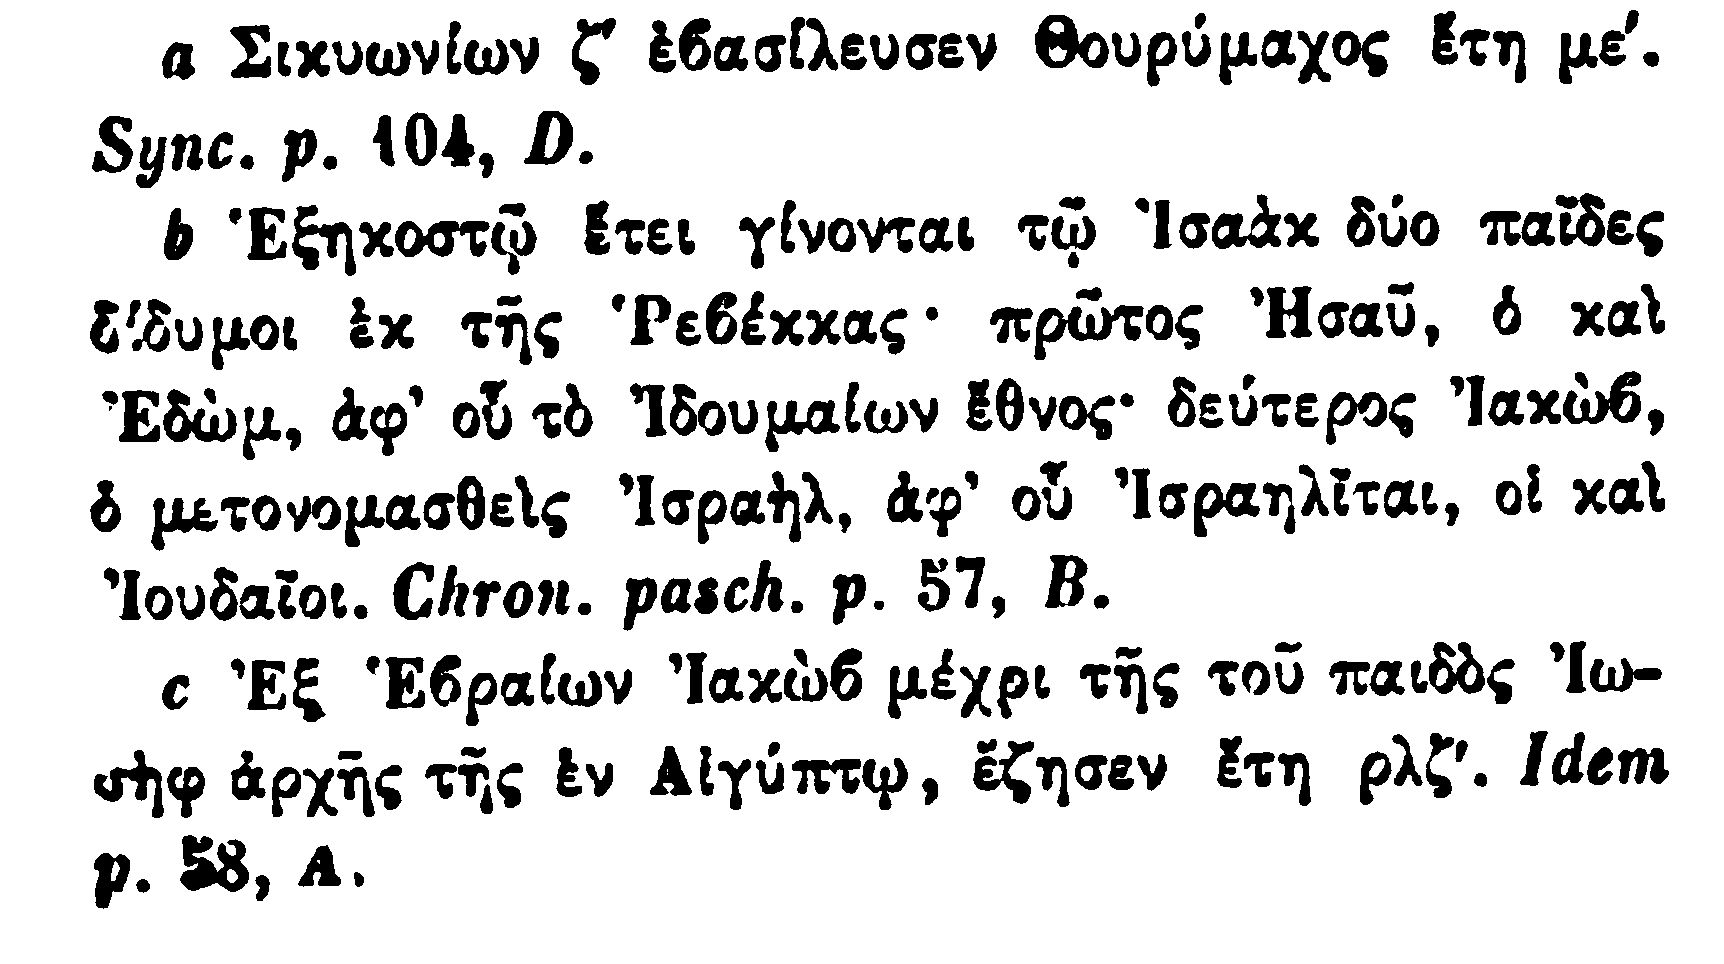 a Σικυωνίων ζ′ ἐϐασίλευσεν Θουρύμαχος ἔτη με′.
Sync. p. 104, D.
b Ἑξηκοστῷ ἔτει γίνονται τῷ Ἰσαὰκ δύο παῖδες
δίδυμοι ἐκ τῆς Ῥεϐέκκας· πρῶτος Ἠσαῦ, ὁ καὶ
Ἐδὼμ, ἀφ’ οὗ τὸ Ἰδουμαίων ἔθνος· δεύτερος Ἰακὼϐ,
ὁ μετονομασθεὶς Ἰσραὴλ, ἀφ’ οὗ Ἰσραηλῖται, οἱ καὶ
Ἰουδαῖοι. Chron. pasch. p. 57, B.
c Ἐξ Ἑϐραίων Ἰακὼϐ μέχρι τῆς τοῦ παιδὸς Ἰω-
σὴφ ἀρχῆς τῆς ἐν Αἰγύπτῳ, ἔζησεν ἔτη ρλζ′. Idem
p. 58, A.